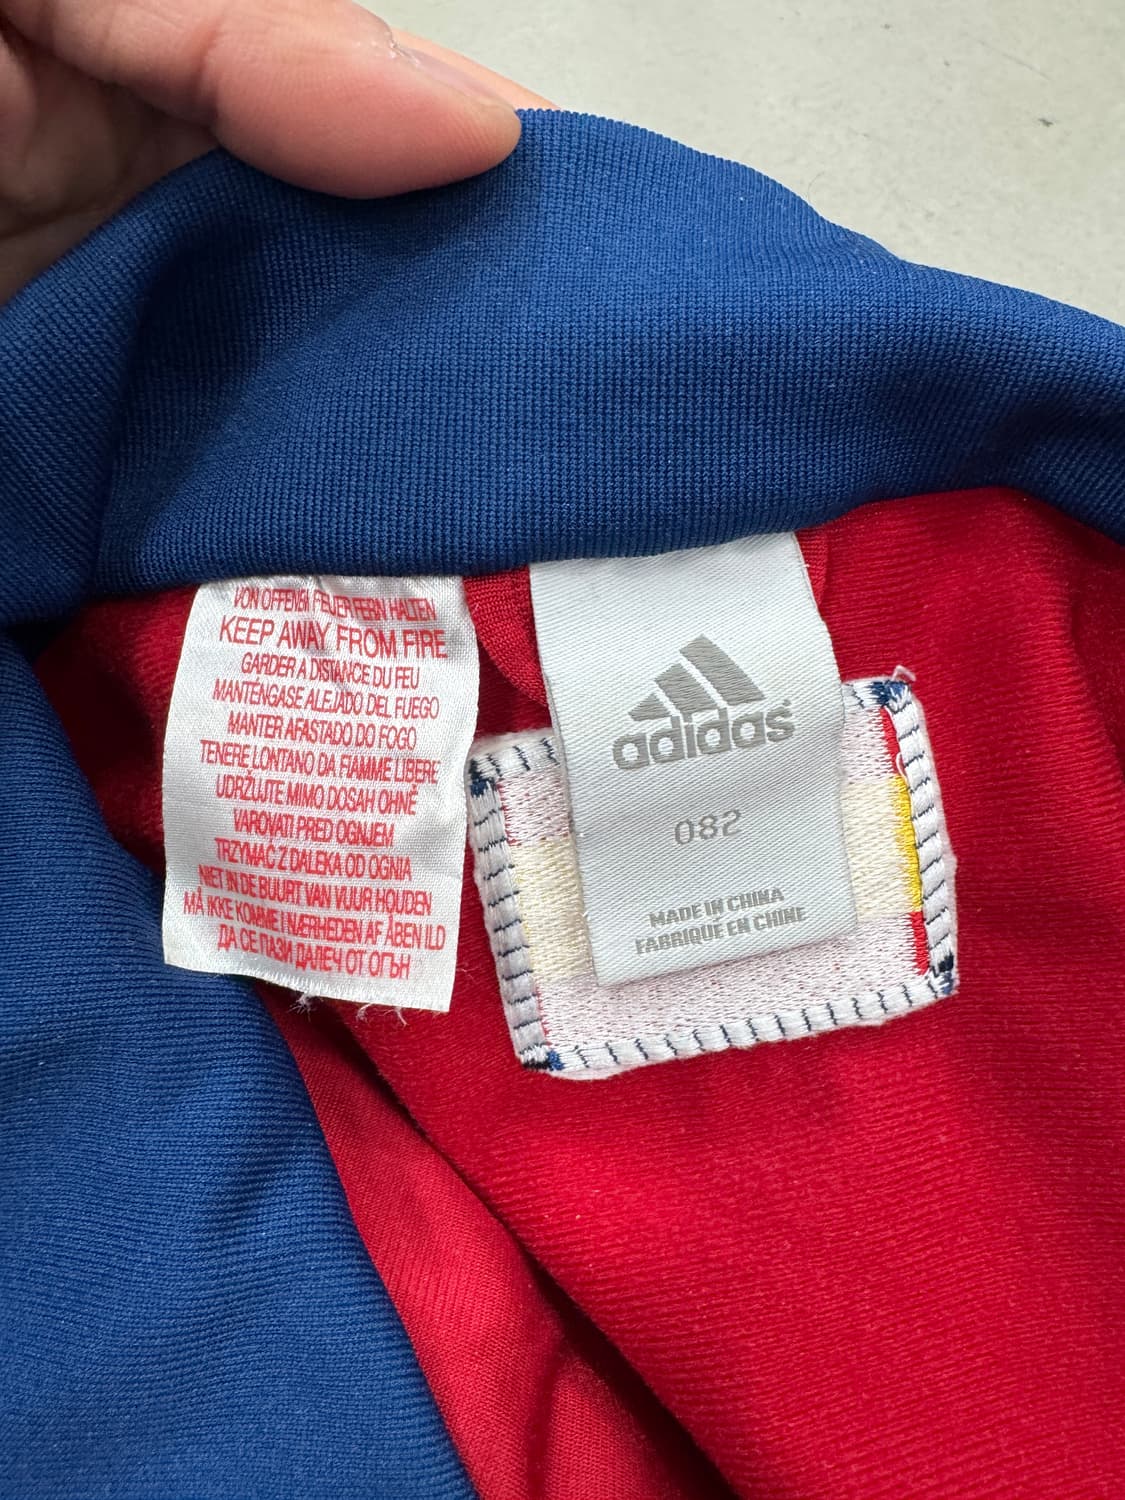 VON OFFENEM FEUER FERN HALTEN
KEEP AWAY FROM FIRE
GARDER A DISTANCE DU FEU
MANTÉNGASE ALEJADO DEL FUEGO
MANTER AFASTADO DO FOGO
TENERE LONTANO DA FIAMME LIBERE
UDRŽUJTE MIMO DOSAH OHNĚ
VAROVATI PRED OGNJEM
TRZYMAĆ Z DALEKA OD OGNIA
NIET IN DE BUURT VAN VUUR HOUDEN
MÅ IKKE KOMME I NÆRHEDEN AF ÅBEN ILD
ДА СЕ ПАЗИ ДАЛЕЧ ОТ ОГЪН
adidas
082
MADE IN CHINA
FABRIQUÉ EN CHINE